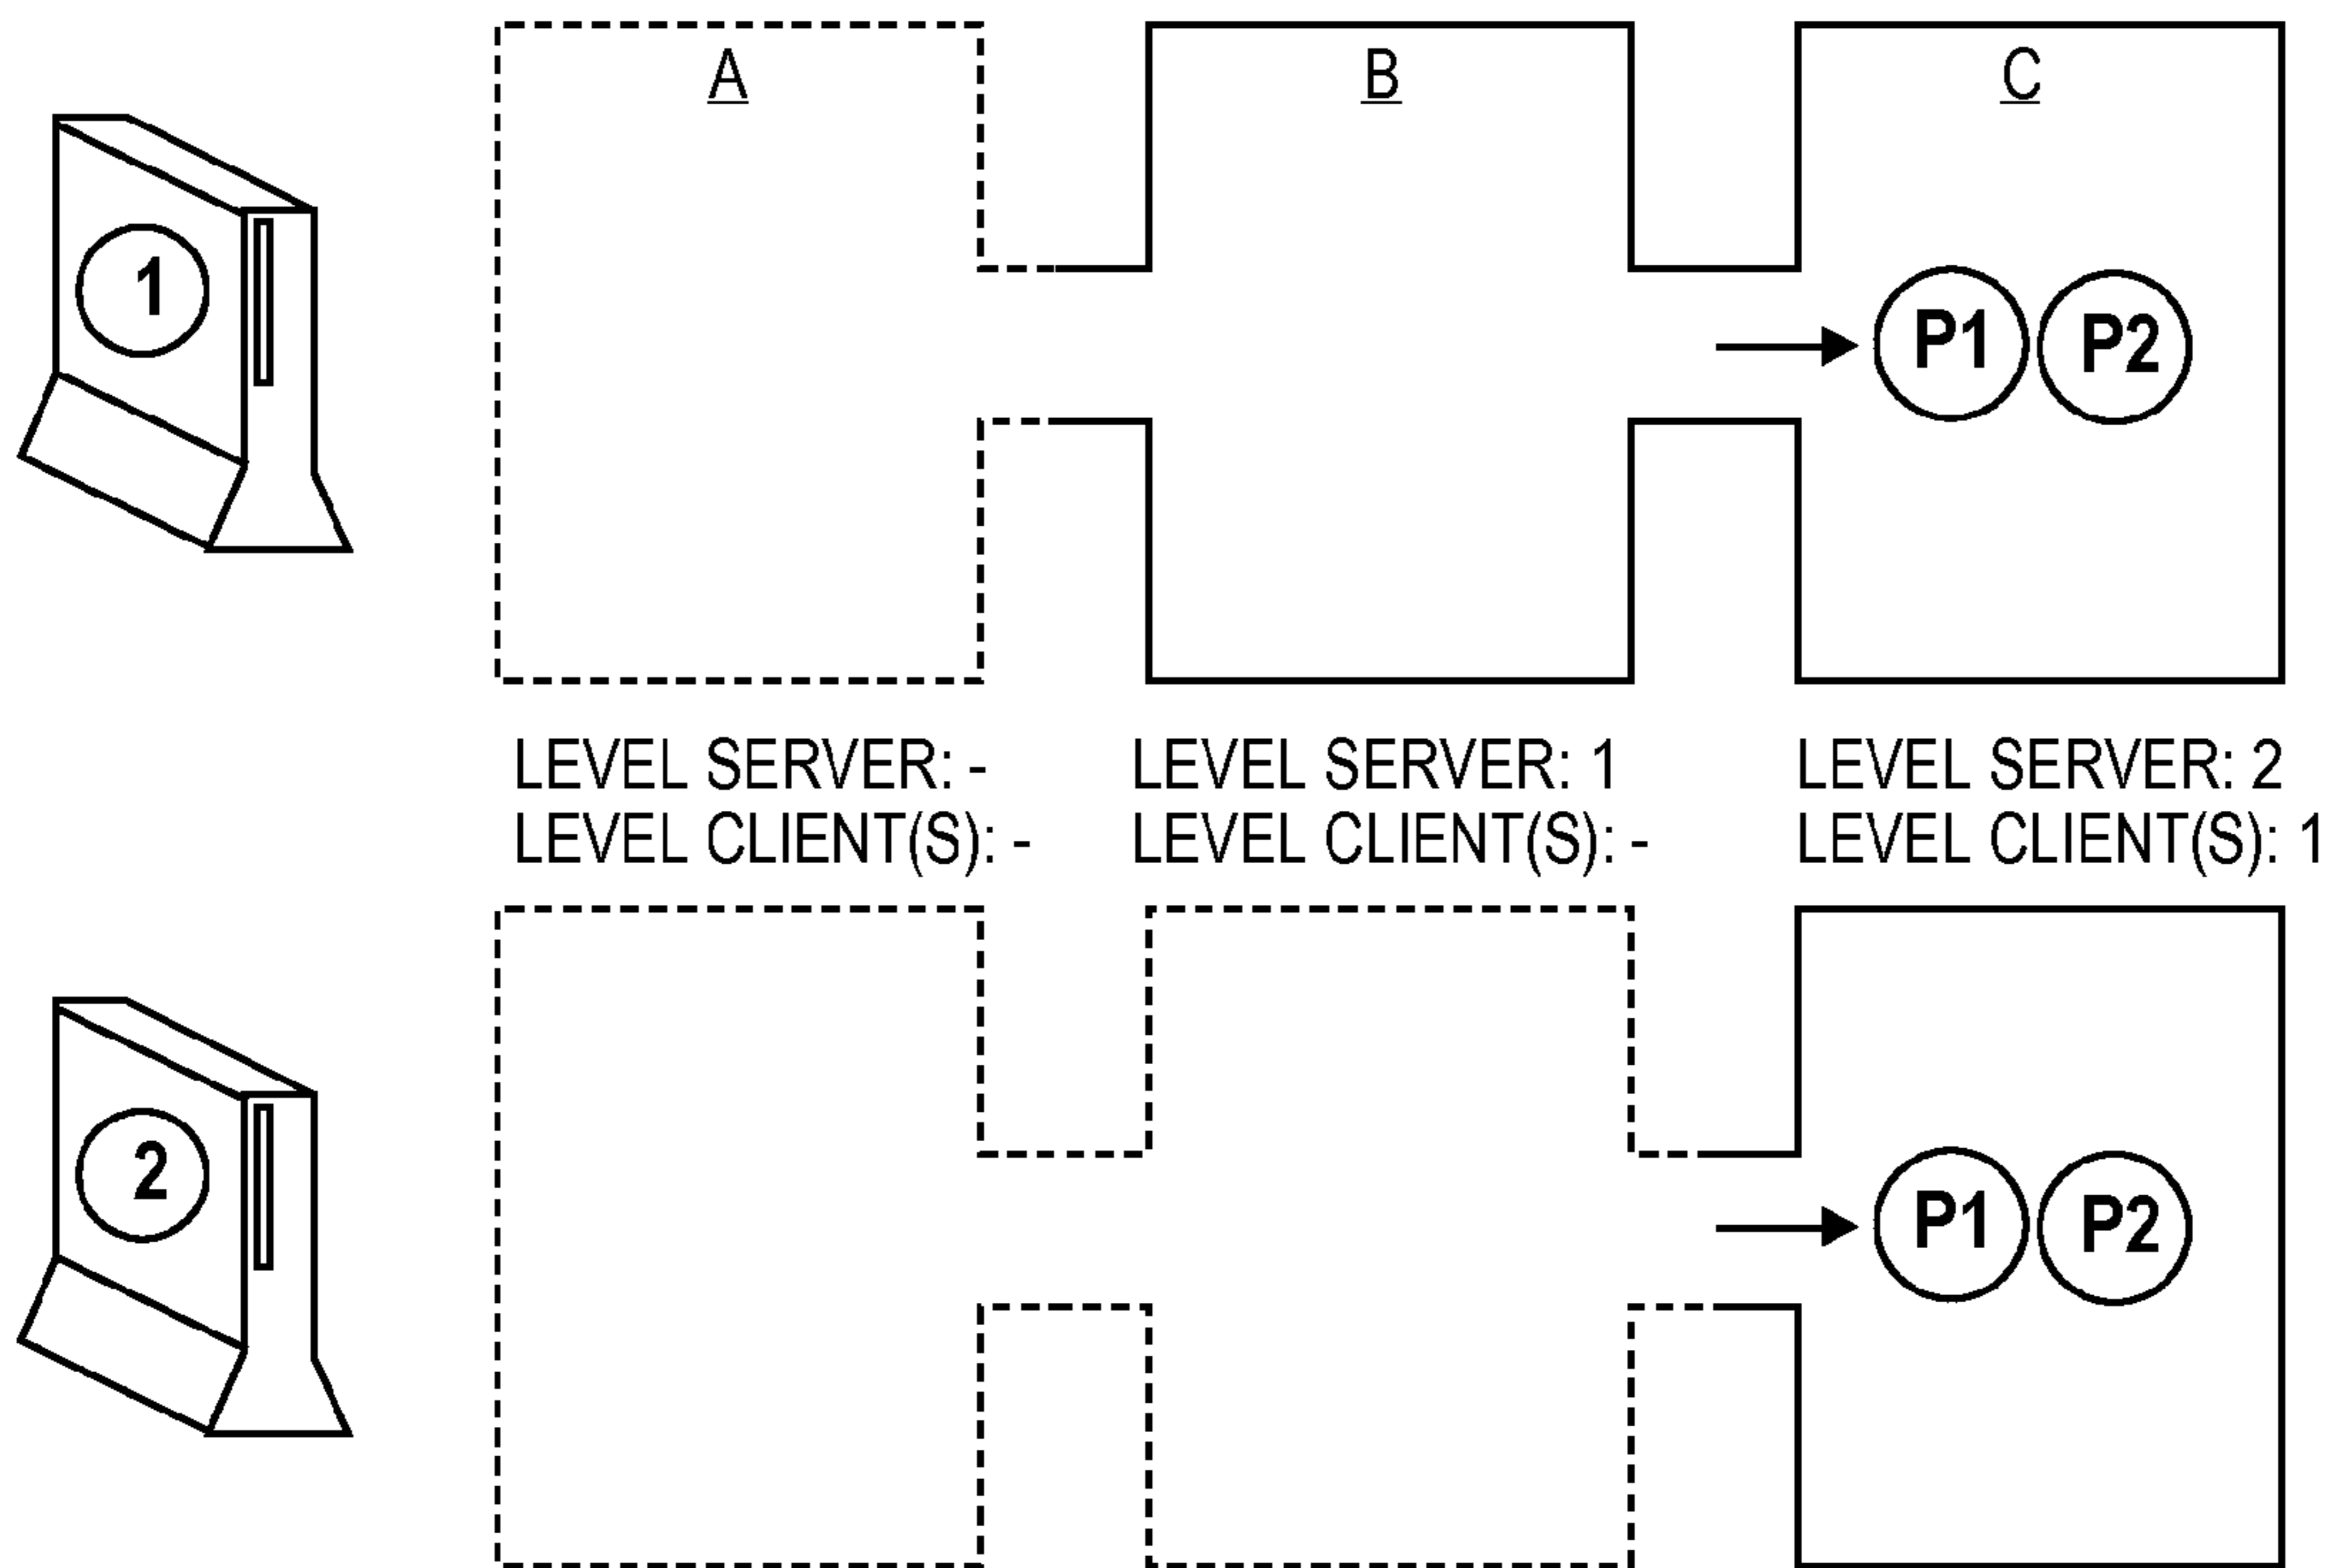 A
B
C
1
P1
P2
LEVEL SERVER: -
LEVEL CLIENT(S): -
LEVEL SERVER: 1
LEVEL CLIENT(S): -
LEVEL SERVER: 2
LEVEL CLIENT(S): 1
2
P1
P2